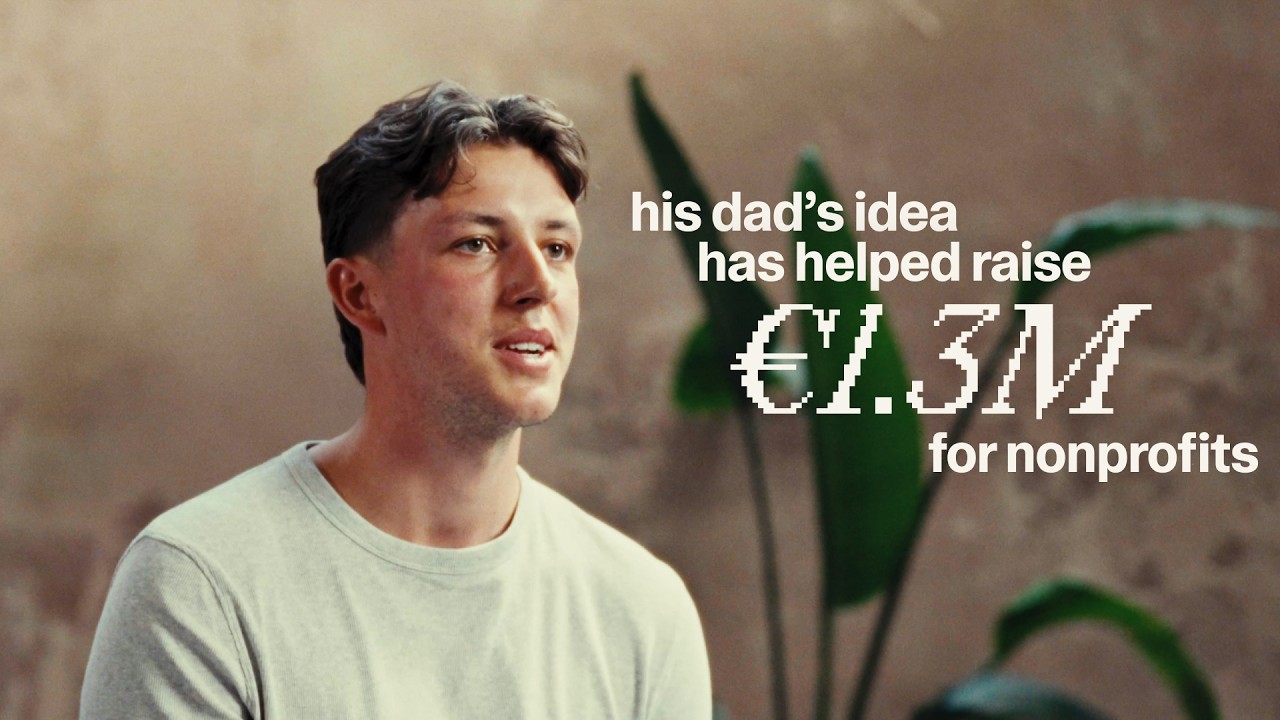 his dad’s idea
has helped raise
€1.3M
for nonprofits